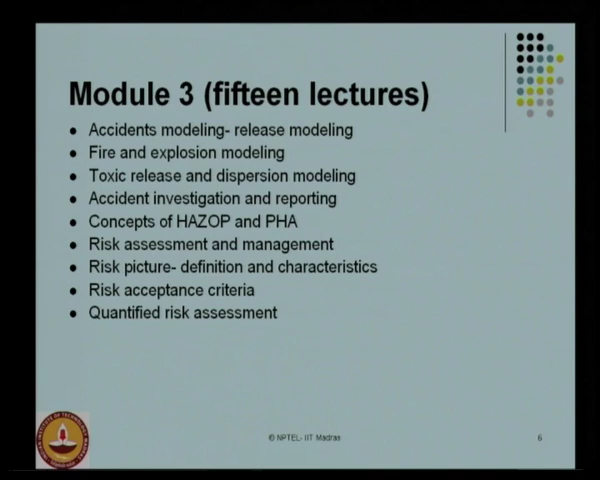 Module 3 (fifteen lectures)
• Accidents modeling- release modeling
• Fire and explosion modeling
• Toxic release and dispersion modeling
• Accident investigation and reporting
• Concepts of HAZOP and PHA
• Risk assessment and management
• Risk picture- definition and characteristics
• Risk acceptance criteria
• Quantified risk assessment
© NPTEL- IIT Madras
6